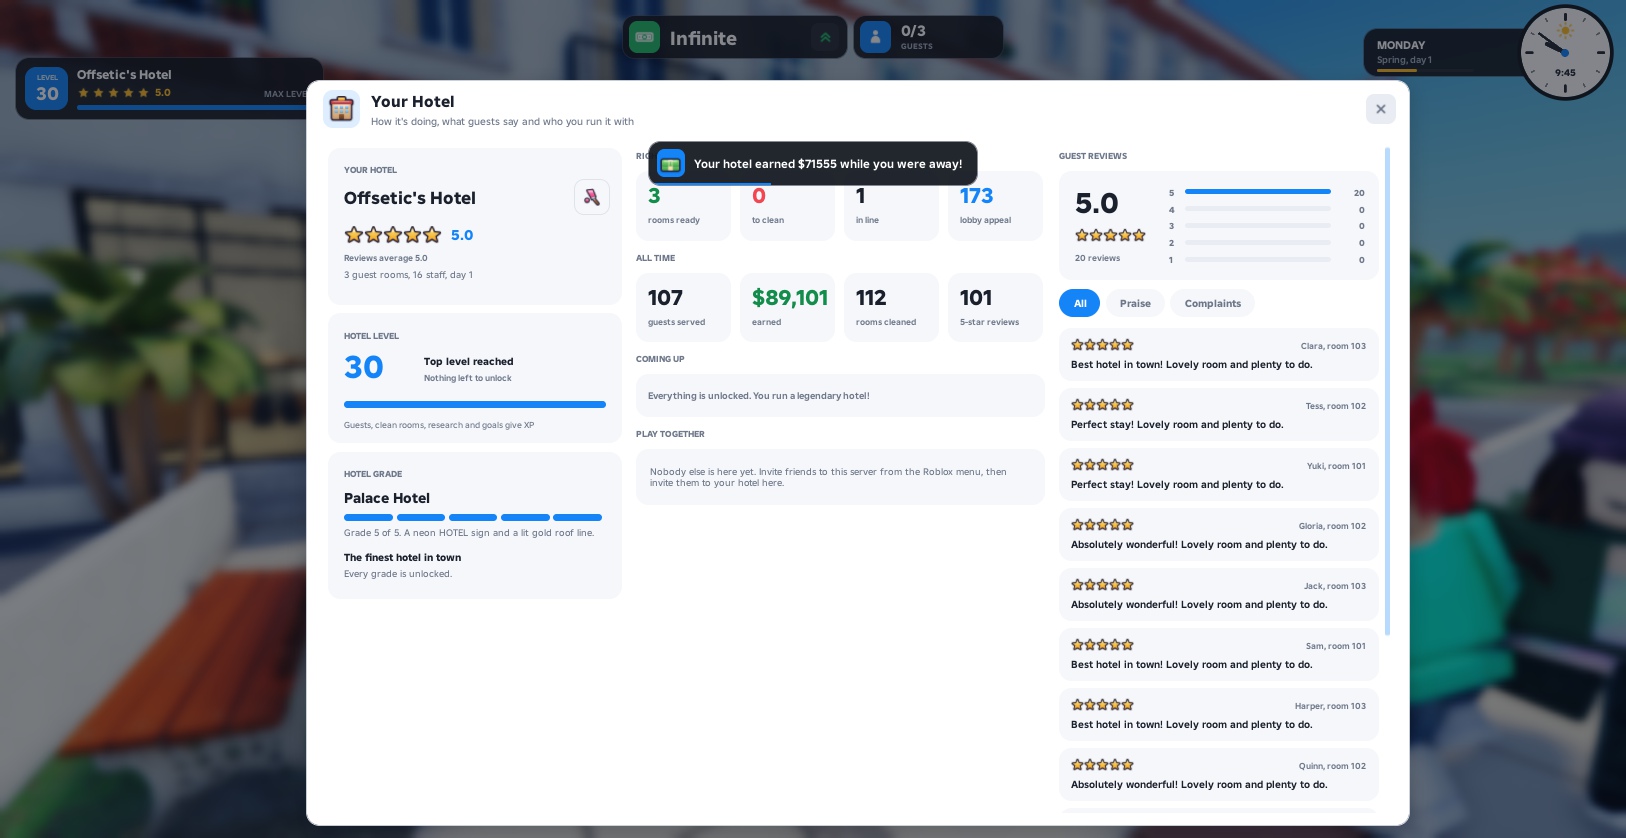 Infinite
0/3
GUESTS
MONDAY
Spring, day 1
9:45
LEVEL
30
Offsetic's Hotel
5.0
MAX LEVE
Your Hotel
How it's doing, what guests say and who you run it with
Your hotel earned $71555 while you were away!
YOUR HOTEL
Offsetic's Hotel
5.0
Reviews average 5.0
3 guest rooms, 16 staff, day 1
HOTEL LEVEL
30
Top level reached
Nothing left to unlock
Guests, clean rooms, research and goals give XP
HOTEL GRADE
Palace Hotel
Grade 5 of 5. A neon HOTEL sign and a lit gold roof line.
The finest hotel in town
Every grade is unlocked.
3
rooms ready
0
to clean
1
in line
173
lobby appeal
ALL TIME
107
guests served
$89,101
earned
112
rooms cleaned
101
5-star reviews
COMING UP
Everything is unlocked. You run a legendary hotel!
PLAY TOGETHER
Nobody else is here yet. Invite friends to this server from the Roblox menu, then
invite them to your hotel here.
GUEST REVIEWS
5.0
20 reviews
5 20
4 0
3 0
2 0
1 0
All Praise Complaints
Clara, room 103
Best hotel in town! Lovely room and plenty to do.
Tess, room 102
Perfect stay! Lovely room and plenty to do.
Yuki, room 101
Perfect stay! Lovely room and plenty to do.
Gloria, room 102
Absolutely wonderful! Lovely room and plenty to do.
Jack, room 103
Absolutely wonderful! Lovely room and plenty to do.
Sam, room 101
Best hotel in town! Lovely room and plenty to do.
Harper, room 103
Best hotel in town! Lovely room and plenty to do.
Quinn, room 102
Absolutely wonderful! Lovely room and plenty to do.